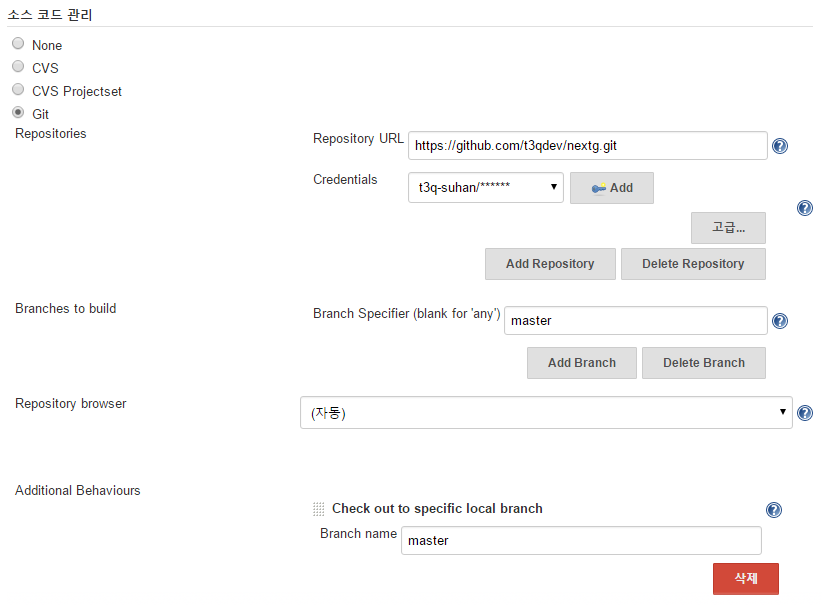 소스 코드 관리
None
CVS
CVS Projectset
Git
Repositories
Repository URL https://github.com/t3qdev/nextg.git
Credentials t3q-suhan/****** Add
고급...
Add Repository Delete Repository
Branches to build
Branch Specifier (blank for 'any') master
Add Branch Delete Branch
Repository browser (자동)
Additional Behaviours
Check out to specific local branch
Branch name master
삭제